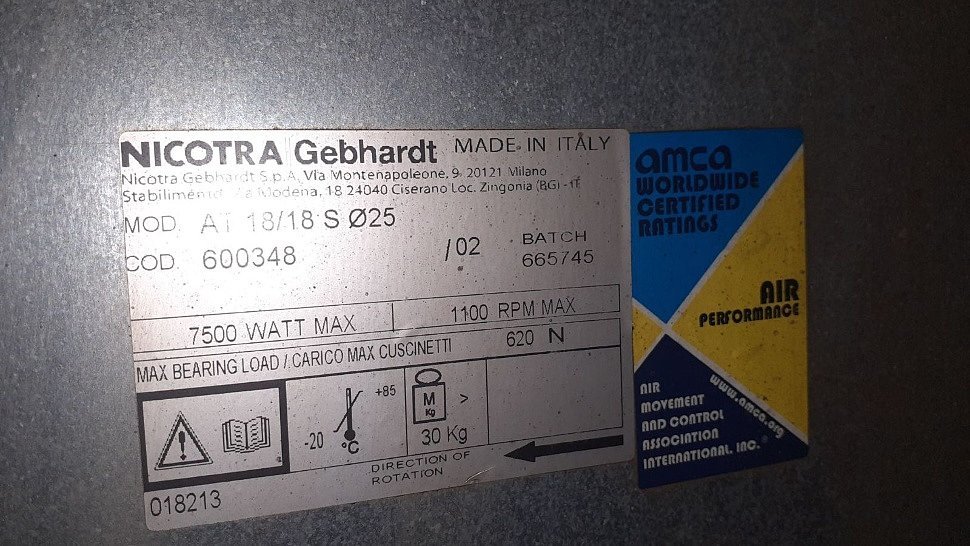 NICOTRA Gebhardt MADE IN ITALY
Nicotra Gebhardt S.p.A. Via Montenapoleone, 9, 20121 Milano
Modena, 18 24040 Ciserano Loc. Zingonia (BG) - IT
MOD. AT 18/18 S Ø25
COD. 600348 /02 BATCH 665745
7500 WATT MAX 1100 RPM MAX
MAX BEARING LOAD / CARICO MAX CUSCINETTI 620 N
-20 +85 °C
M Kg >
30 Kg
DIRECTION OF
ROTATION
018213
amca
WORLDWIDE
CERTIFIED
RATINGS
AIR
PERFORMANCE
www.amca.org
AIR
MOVEMENT
AND CONTROL
ASSOCIATION
INTERNATIONAL, INC.®